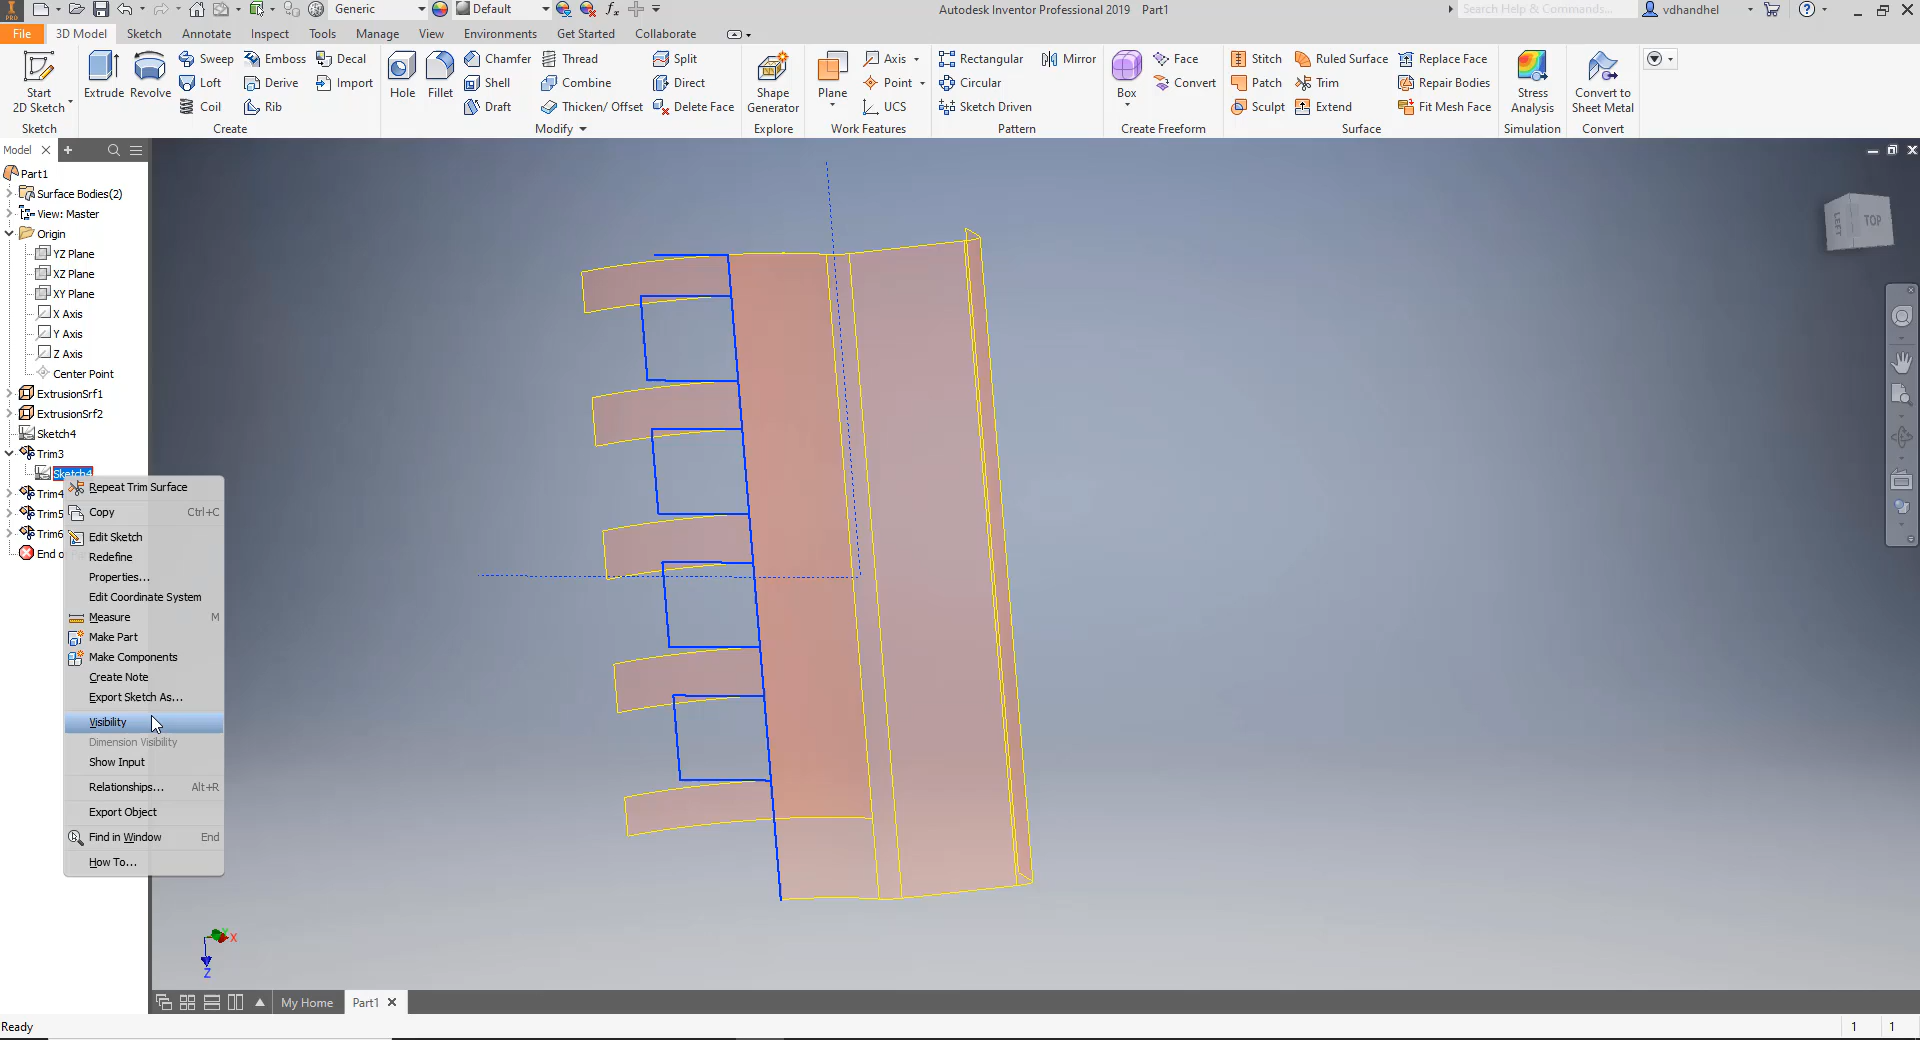 Generic
Default
Autodesk Inventor Professional 2019 Part1
Search Help & Commands...
vdhandhel
File
3D Model
Sketch
Annotate
Inspect
Tools
Manage
View
Environments
Get Started
Collaborate
Start
2D Sketch
Sketch
Extrude
Revolve
Sweep
Emboss
Decal
Loft
Derive
Import
Coil
Rib
Create
Hole
Fillet
Chamfer
Thread
Split
Shell
Combine
Direct
Draft
Thicken/ Offset
Delete Face
Modify
Shape
Generator
Explore
Plane
Axis
Point
UCS
Work Features
Rectangular
Mirror
Circular
Sketch Driven
Pattern
Box
Face
Convert
Create Freeform
Stitch
Ruled Surface
Replace Face
Patch
Trim
Repair Bodies
Sculpt
Extend
Fit Mesh Face
Surface
Stress
Analysis
Simulation
Convert to
Sheet Metal
Convert
Model
Part1
Surface Bodies(2)
View: Master
Origin
YZ Plane
XZ Plane
XY Plane
X Axis
Y Axis
Z Axis
Center Point
ExtrusionSrf1
ExtrusionSrf2
Sketch4
Trim3
Sketch4
Trim4
Trim5
Trim6
End o
Repeat Trim Surface
Copy Ctrl+C
Edit Sketch
Redefine
Properties...
Edit Coordinate System
Measure M
Make Part
Make Components
Create Note
Export Sketch As...
Visibility
Dimension Visibility
Show Input
Relationships... Alt+R
Export Object
Find in Window End
How To...
LEFT
TOP
X
Z
My Home
Part1
Ready
1 1